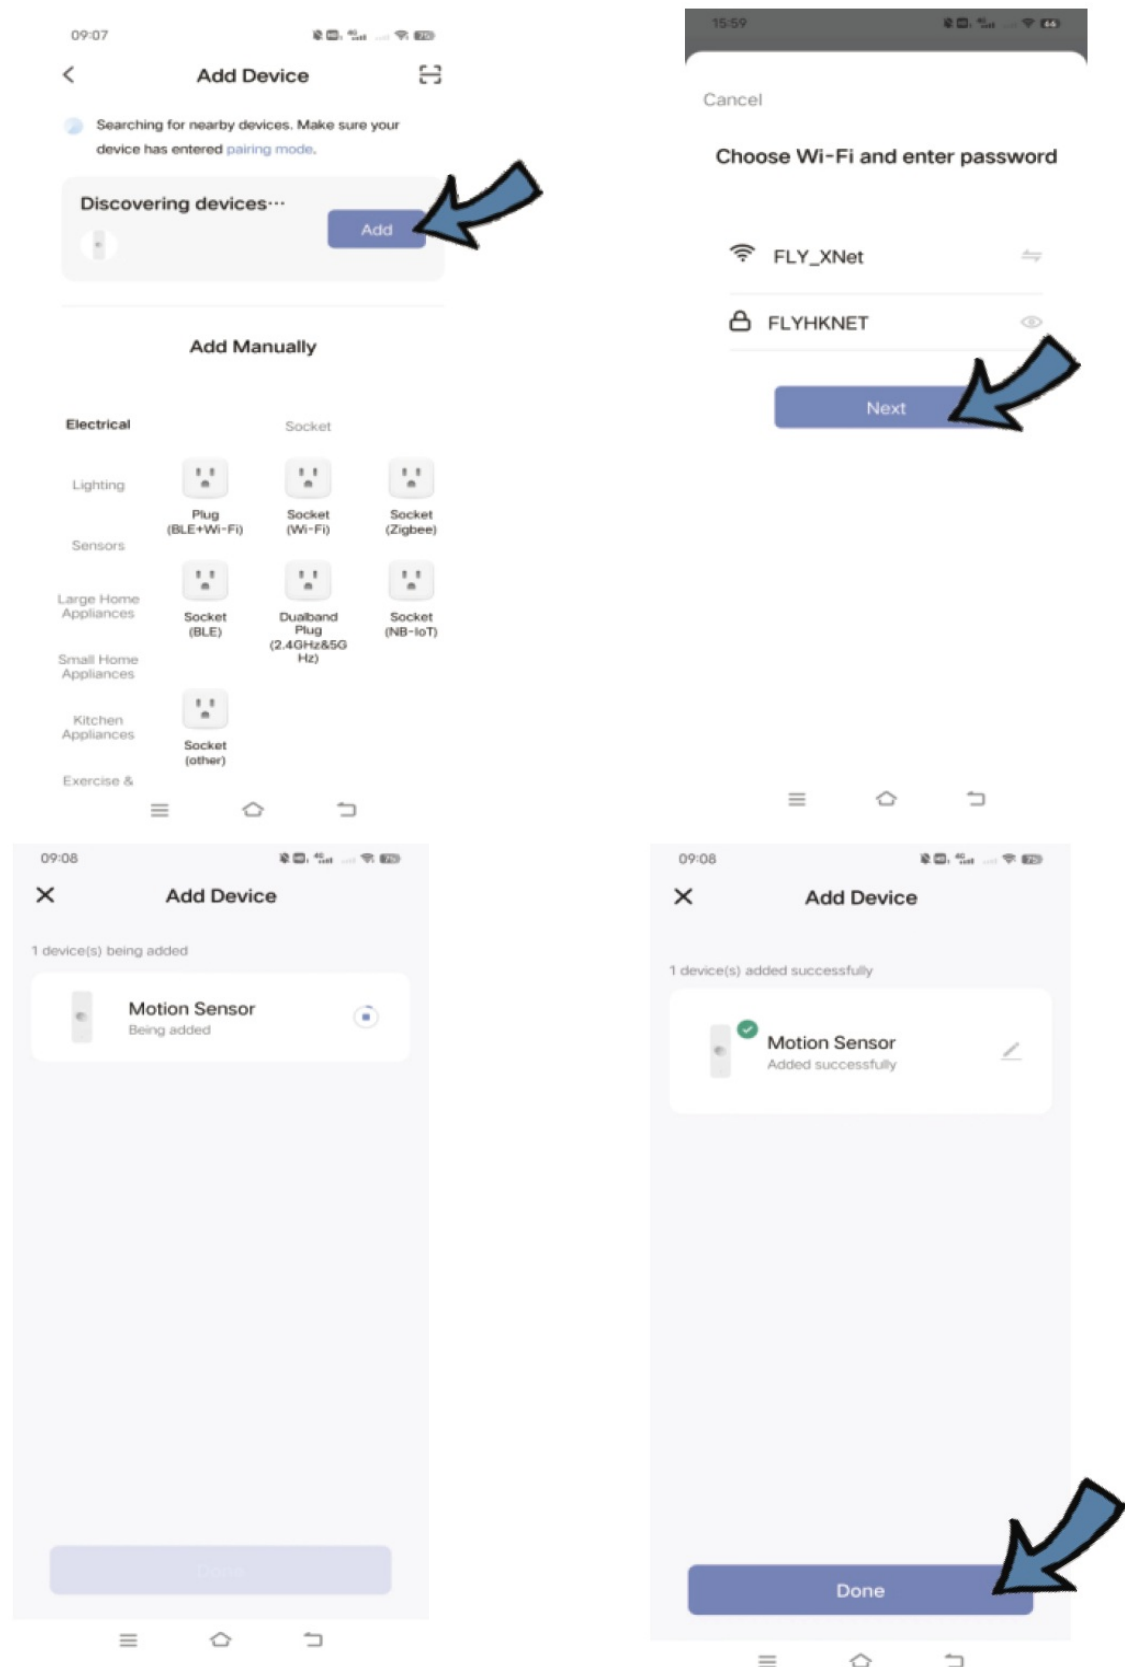 09:07
Add Device
Searching for nearby devices. Make sure your
device has entered pairing mode.
Discovering devices···
Add
Add Manually
Electrical
Socket
Lighting
Sensors
Large Home
Appliances
Small Home
Appliances
Kitchen
Appliances
Exercise &
Plug
(BLE+Wi-Fi)
Socket
(Wi-Fi)
Socket
(Zigbee)
Socket
(BLE)
Dualband
Plug
(2.4GHz&5G
Hz)
Socket
(NB-IoT)
Socket
(other)
15:59
66
Cancel
Choose Wi-Fi and enter password
FLY_XNet
FLYHKNET
Next
09:08
Add Device
1 device(s) being added
Motion Sensor
Being added
Done
09:08
Add Device
1 device(s) added successfully
Motion Sensor
Added successfully
Done